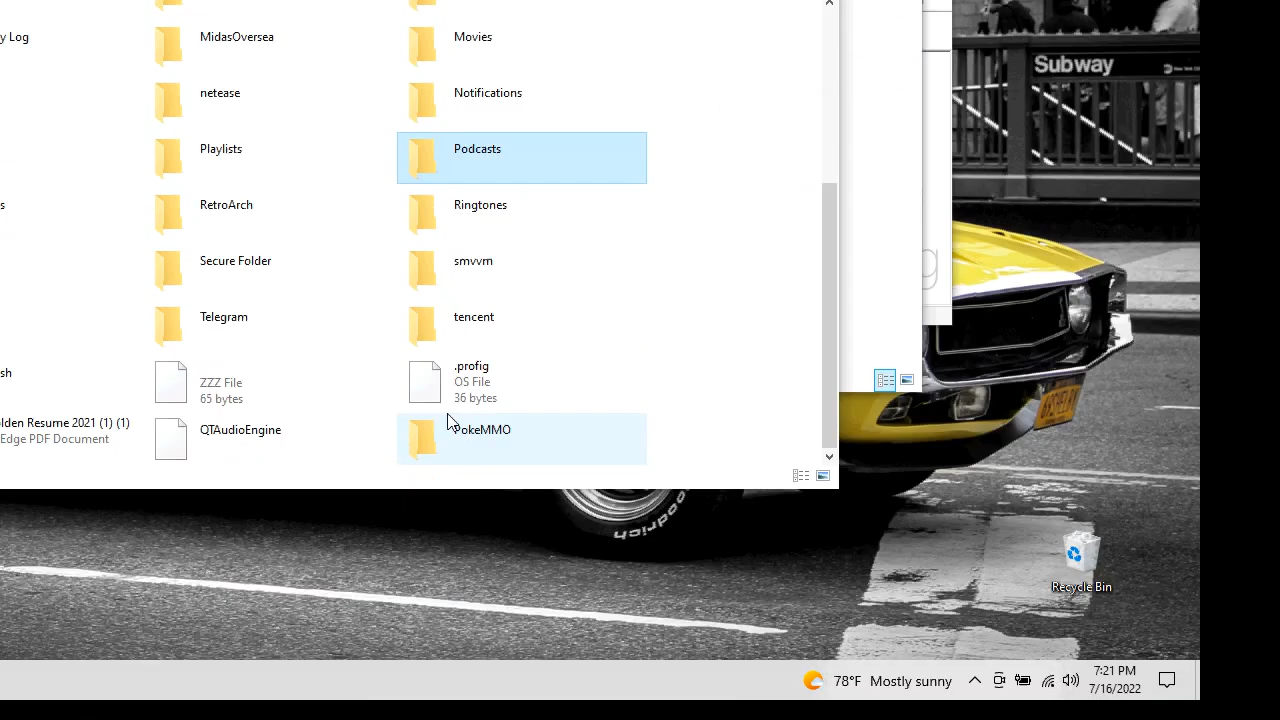 y Log
MidasOversea
Movies
netease
Notifications
Playlists
Podcasts
s
RetroArch
Ringtones
Secure Folder
smvvrn
Telegram
tencent
sh
ZZZ File
65 bytes
.profig
OS File
36 bytes
olden Resume 2021 (1) (1)
Edge PDF Document
QTAudioEngine
PokeMMO
g
Subway
oodrich
Recycle Bin
78°F Mostly sunny
7:21 PM
7/16/2022